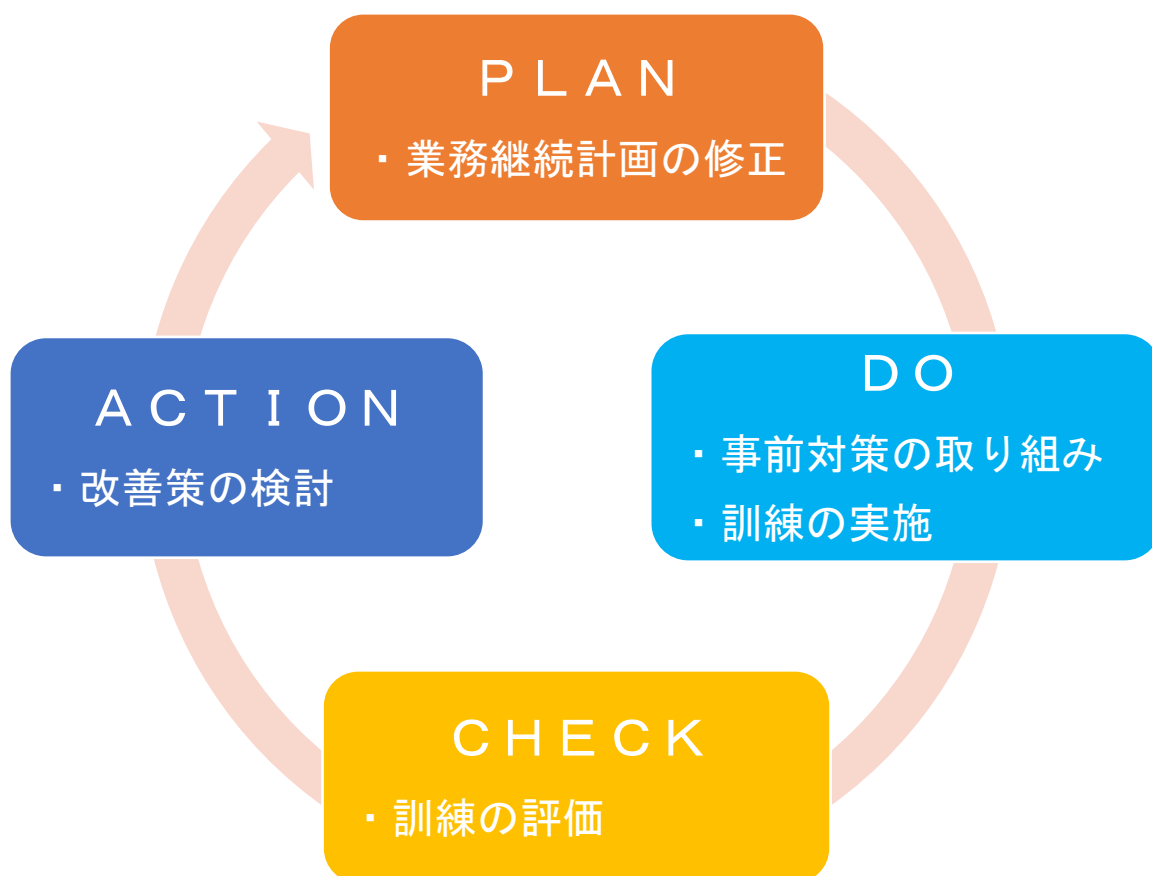 ＰＬＡＮ
・業務継続計画の修正
ＤＯ
・事前対策の取り組み
・訓練の実施
ＣＨＥＣＫ
・訓練の評価
ＡＣＴＩＯＮ
・改善策の検討